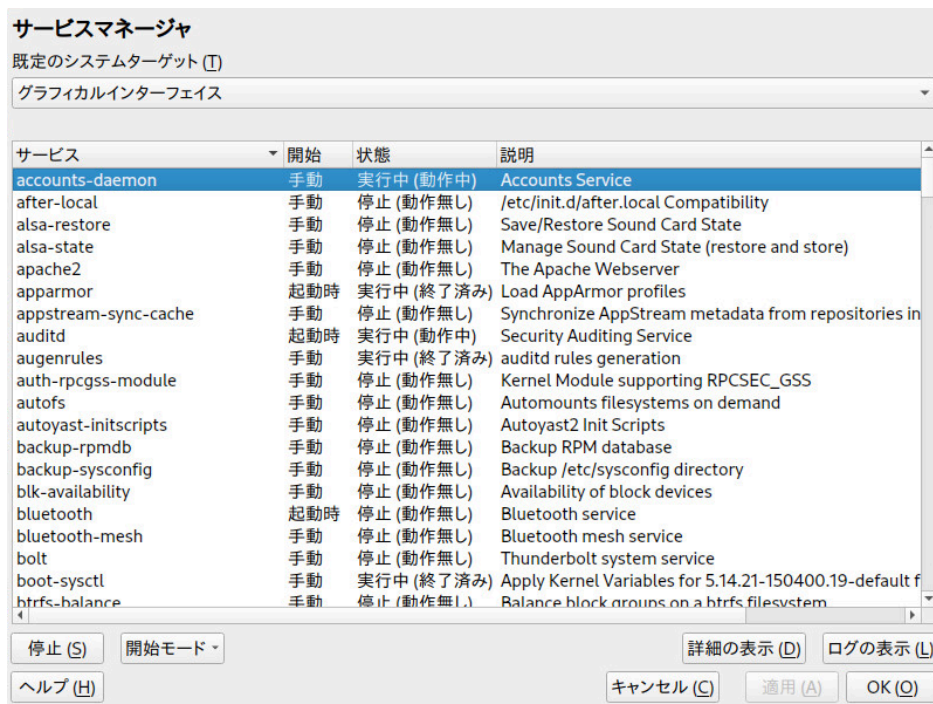 サービスマネージャ
既定のシステムターゲット (T)
グラフィカルインターフェイス
サービス 開始 状態 説明
accounts-daemon 手動 実行中 (動作中) Accounts Service
after-local 手動 停止 (動作無し) /etc/init.d/after.local Compatibility
alsa-restore 手動 停止 (動作無し) Save/Restore Sound Card State
alsa-state 手動 停止 (動作無し) Manage Sound Card State (restore and store)
apache2 手動 停止 (動作無し) The Apache Webserver
apparmor 起動時 実行中 (終了済み) Load AppArmor profiles
appstream-sync-cache 手動 停止 (動作無し) Synchronize AppStream metadata from repositories in
auditd 起動時 実行中 (動作中) Security Auditing Service
augenrules 手動 実行中 (終了済み) auditd rules generation
auth-rpcgss-module 手動 停止 (動作無し) Kernel Module supporting RPCSEC_GSS
autofs 手動 停止 (動作無し) Automounts filesystems on demand
autoyast-initscripts 手動 停止 (動作無し) Autoyast2 Init Scripts
backup-rpmdb 手動 停止 (動作無し) Backup RPM database
backup-sysconfig 手動 停止 (動作無し) Backup /etc/sysconfig directory
blk-availability 手動 停止 (動作無し) Availability of block devices
bluetooth 起動時 停止 (動作無し) Bluetooth service
bluetooth-mesh 手動 停止 (動作無し) Bluetooth mesh service
bolt 手動 停止 (動作無し) Thunderbolt system service
boot-sysctl 手動 実行中 (終了済み) Apply Kernel Variables for 5.14.21-150400.19-default f
btrfs-balance 手動 停止 (動作無し) Balance block groups on a btrfs filesystem
停止 (S) 開始モード 詳細の表示 (D) ログの表示 (L)
ヘルプ (H) キャンセル (C) 適用 (A) OK (O)